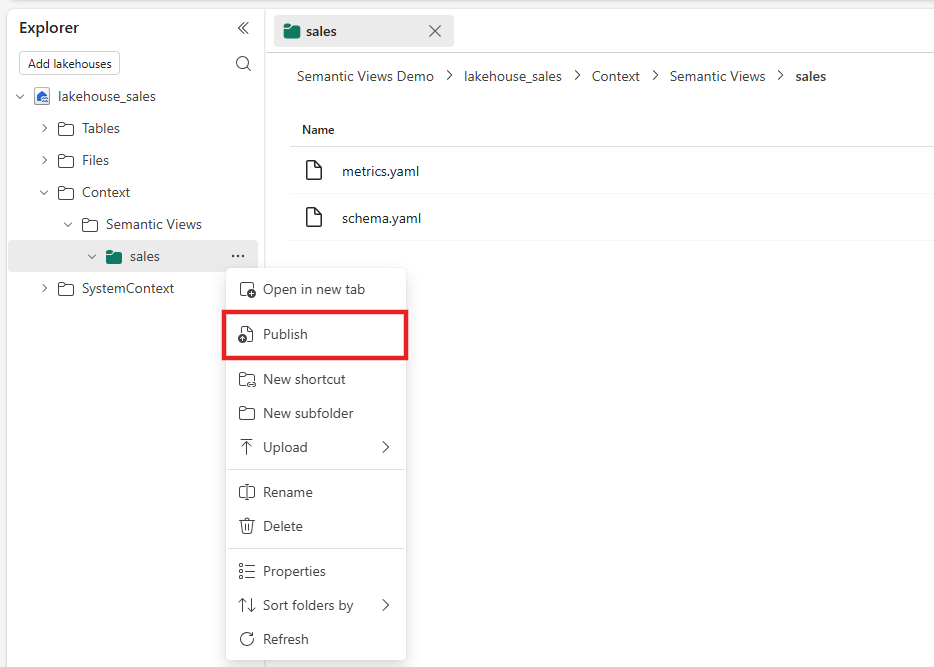 Explorer
Add lakehouses
lakehouse_sales
Tables
Files
Context
Semantic Views
sales
SystemContext
sales
Semantic Views Demo > lakehouse_sales > Context > Semantic Views > sales
Name
metrics.yaml
schema.yaml
Open in new tab
Publish
New shortcut
New subfolder
Upload
Rename
Delete
Properties
Sort folders by
Refresh